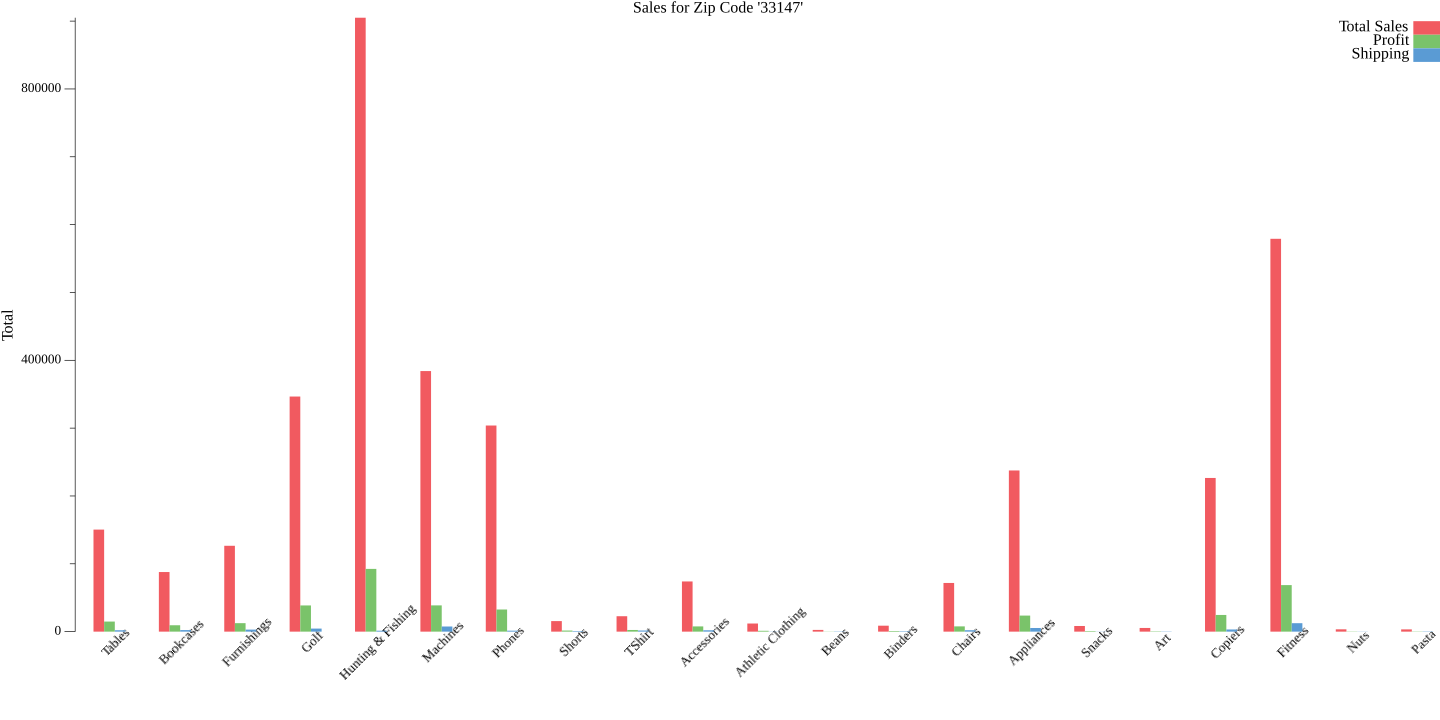 Sales for Zip Code '33147'
Total Sales
Profit
Shipping
Total
800000
400000
0
Tables
Bookcases
Furnishings
Golf
Hunting & Fishing
Machines
Phones
Shorts
TShirt
Accessories
Athletic Clothing
Beans
Binders
Chairs
Appliances
Snacks
Art
Copiers
Fitness
Nuts
Pasta